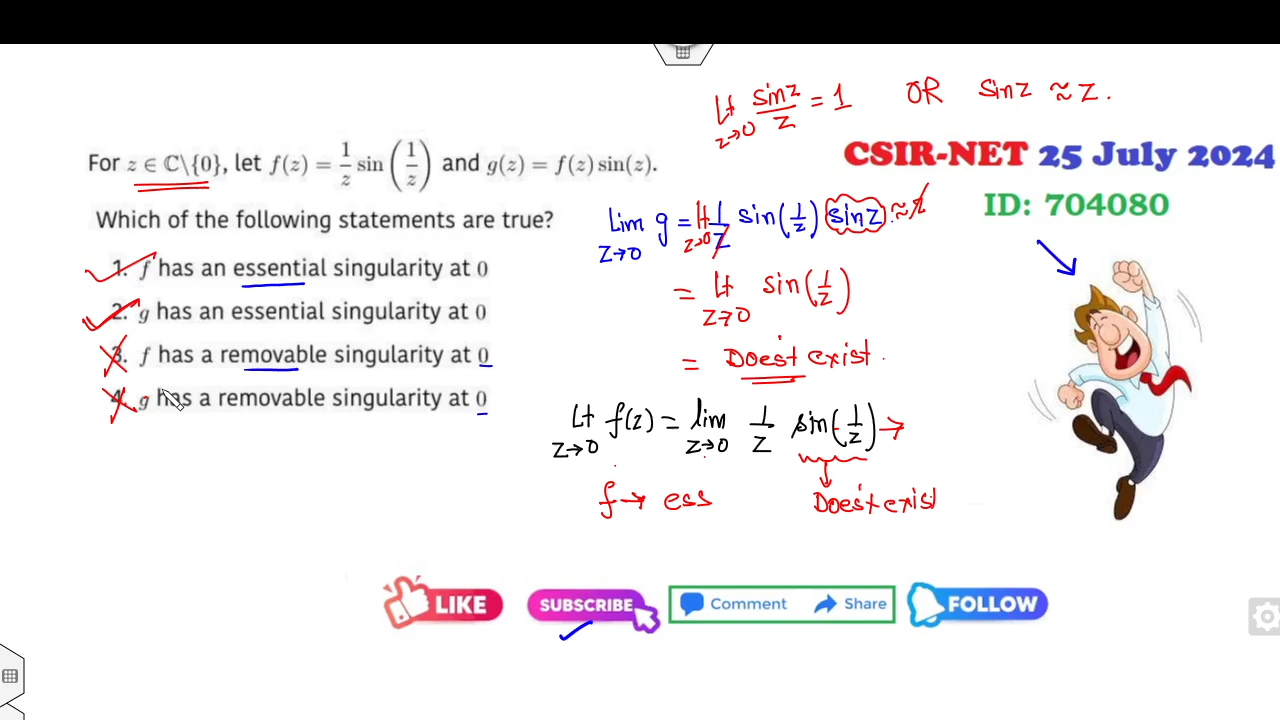 Lt z→0 sinz/z = 1 OR sinz ≈ z.
For z ∈ ℂ\{0}, let f(z) = 1/z sin(1/z) and g(z) = f(z) sin(z).
CSIR-NET 25 July 2024
ID: 704080
Which of the following statements are true?
1. f has an essential singularity at 0
2. g has an essential singularity at 0
3. f has a removable singularity at 0
4. g has a removable singularity at 0
Lim z→0 g = Lt z→0 1/z sin(1/z) sinz ≈ z
= Lt z→0 sin(1/z)
= Does't exist.
Lt z→0 f(z) = lim z→0 1/z sin(1/z) →
f → ess
Does't exist
LIKE
SUBSCRIBE
Comment
Share
FOLLOW